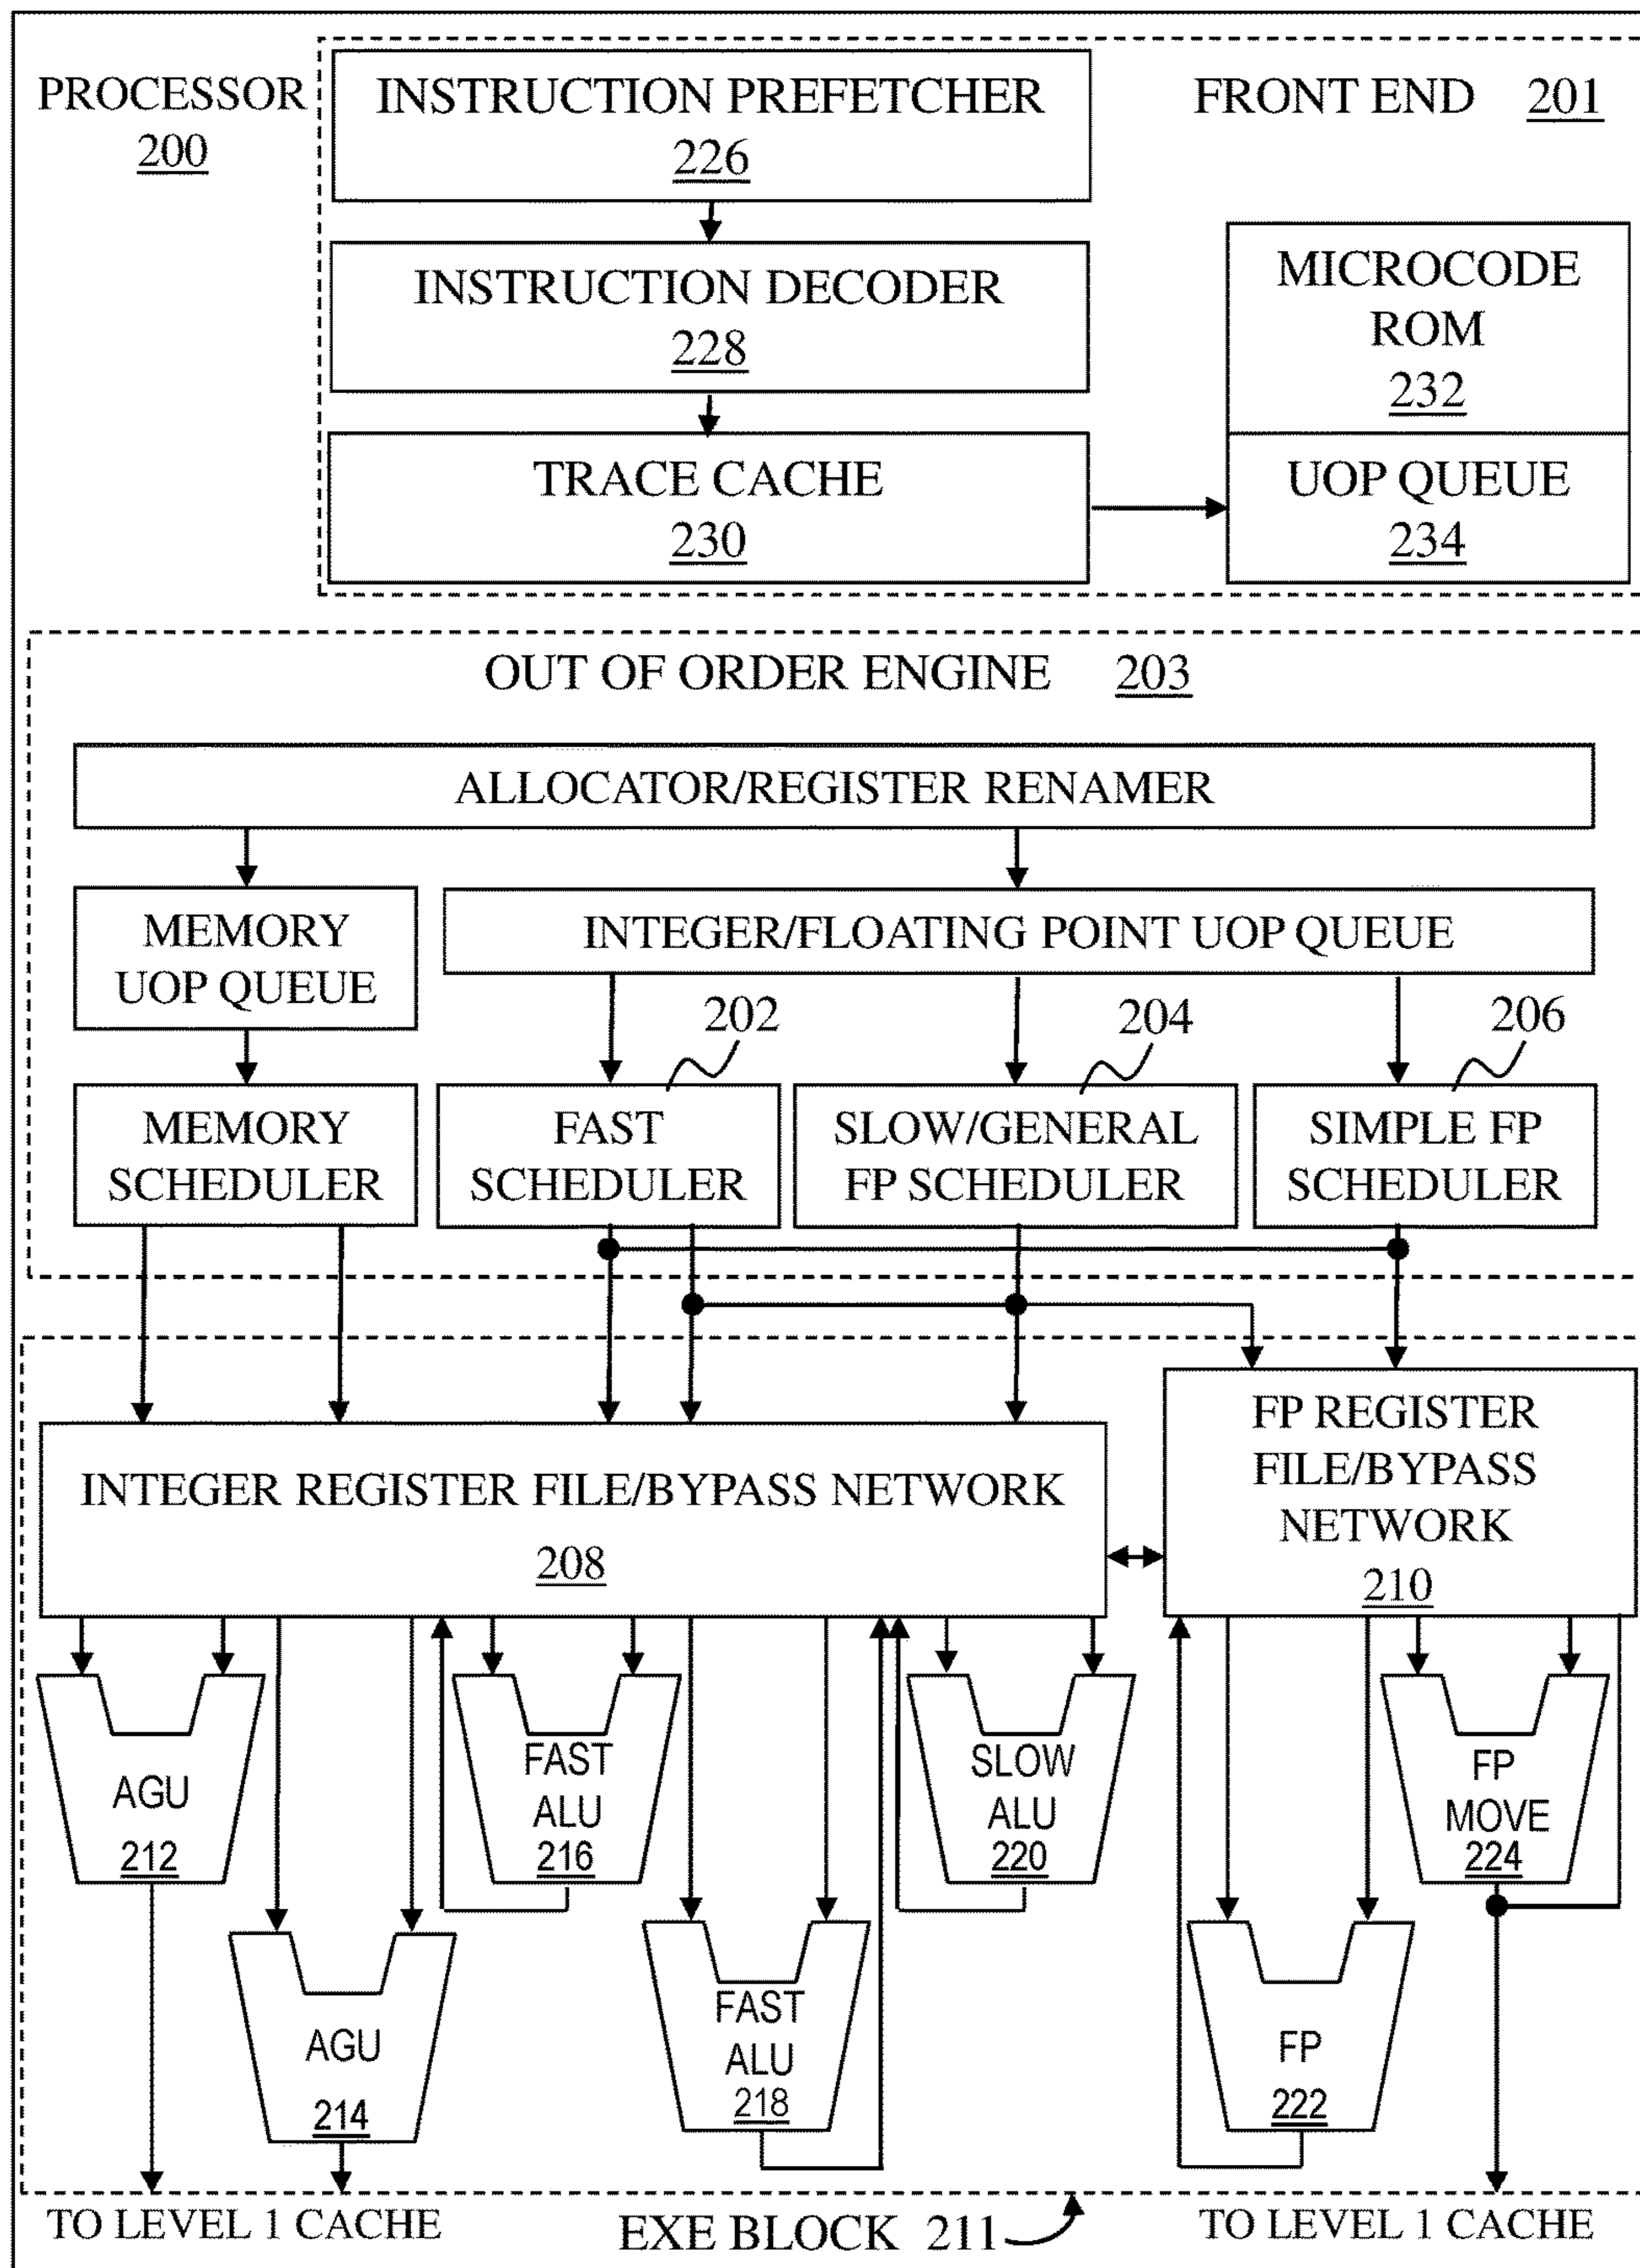 PROCESSOR
200
INSTRUCTION PREFETCHER
226
FRONT END 201
INSTRUCTION DECODER
228
MICROCODE
ROM
232
TRACE CACHE
230
UOP QUEUE
234
OUT OF ORDER ENGINE 203
ALLOCATOR/REGISTER RENAMER
MEMORY
UOP QUEUE
INTEGER/FLOATING POINT UOP QUEUE
202
204
206
MEMORY
SCHEDULER
FAST
SCHEDULER
SLOW/GENERAL
FP SCHEDULER
SIMPLE FP
SCHEDULER
INTEGER REGISTER FILE/BYPASS NETWORK
208
FP REGISTER
FILE/BYPASS
NETWORK
210
AGU
212
FAST
ALU
216
SLOW
ALU
220
FP
MOVE
224
AGU
214
FAST
ALU
218
FP
222
TO LEVEL 1 CACHE
EXE BLOCK 211
TO LEVEL 1 CACHE